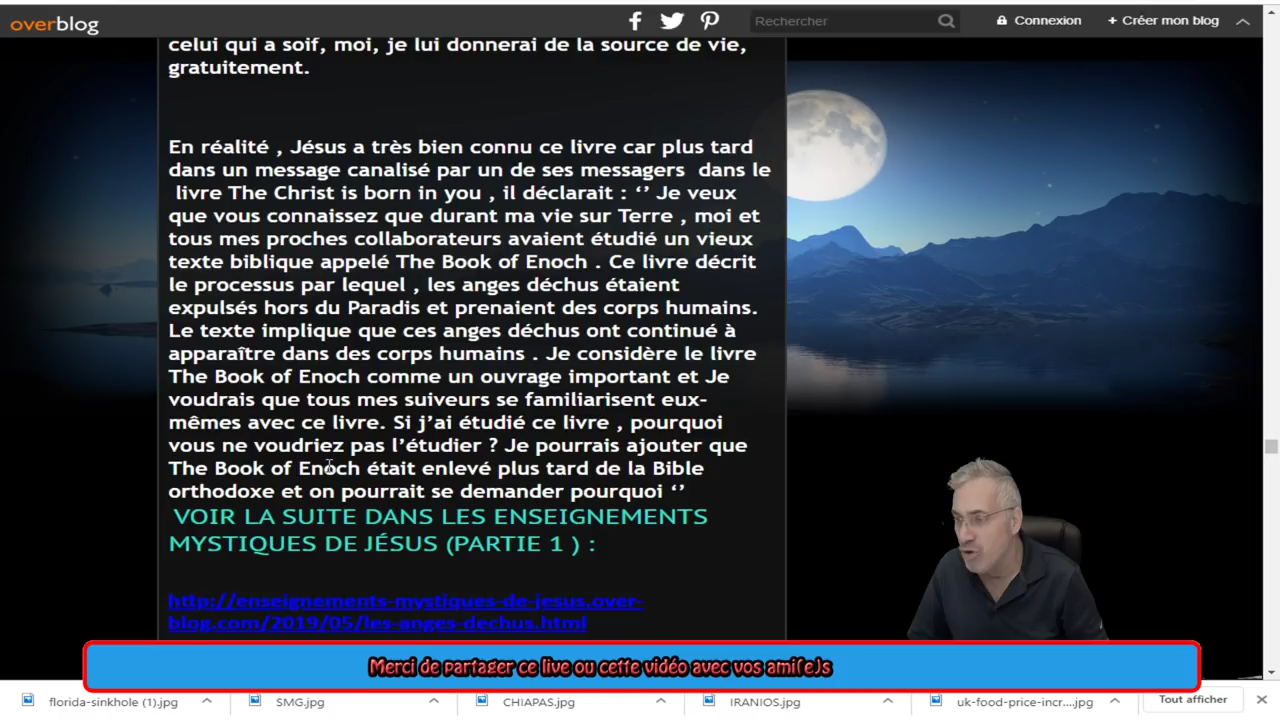 overblog
Rechercher
Connexion
+ Créer mon blog
celui qui a soif, moi, je lui donnerai de la source de vie,
gratuitement.
En réalité , Jésus a très bien connu ce livre car plus tard
dans un message canalisé par un de ses messagers dans le
livre The Christ is born in you , il déclarait : ‘’ Je veux
que vous connaissez que durant ma vie sur Terre , moi et
tous mes proches collaborateurs avaient étudié un vieux
texte biblique appelé The Book of Enoch . Ce livre décrit
le processus par lequel , les anges déchus étaient
expulsés hors du Paradis et prenaient des corps humains.
Le texte implique que ces anges déchus ont continué à
apparaître dans des corps humains . Je considère le livre
The Book of Enoch comme un ouvrage important et Je
voudrais que tous mes suiveurs se familiarisent eux-
mêmes avec ce livre. Si j’ai étudié ce livre , pourquoi
vous ne voudriez pas l’étudier ? Je pourrais ajouter que
The Book of Enoch était enlevé plus tard de la Bible
orthodoxe et on pourrait se demander pourquoi ‘’
VOIR LA SUITE DANS LES ENSEIGNEMENTS
MYSTIQUES DE JÉSUS (PARTIE 1 ) :
http://enseignements-mystiques-de-jesus.over-
blog.com/2019/05/les-anges-dechus.html
Merci de partager ce live ou cette vidéo avec vos ami(e)s
florida-sinkhole (1).jpg
SMG.jpg
CHIAPAS.jpg
IRANIOS.jpg
uk-food-price-incr....jpg
Tout afficher